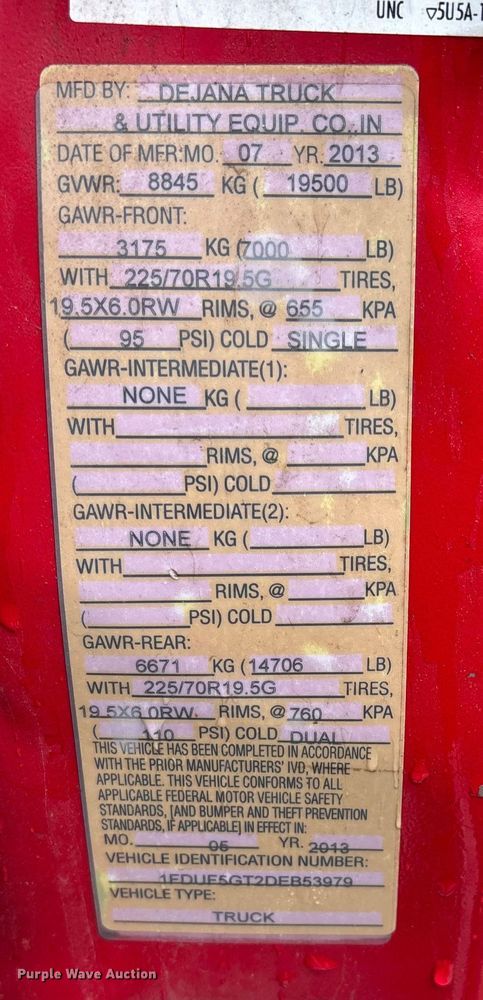 UNC ▽5U5A-1
MFD BY: DEJANA TRUCK
& UTILITY EQUIP. CO.,IN
DATE OF MFR:MO. 07 YR. 2013
GVWR: 8845 KG ( 19500 LB)
GAWR-FRONT:
3175 KG (7000 LB)
WITH 225/70R19.5G TIRES,
19.5X6.0RW RIMS, @ 655 KPA
( 95 PSI) COLD SINGLE
GAWR-INTERMEDIATE(1):
NONE KG ( LB)
WITH TIRES,
RIMS, @ KPA
( PSI) COLD
GAWR-INTERMEDIATE(2):
NONE KG ( LB)
WITH TIRES,
RIMS, @ KPA
( PSI) COLD
GAWR-REAR:
6671 KG (14706 LB)
WITH 225/70R19.5G TIRES,
19.5X6.0RW RIMS, @ 760 KPA
( 110 PSI) COLD DUAL
THIS VEHICLE HAS BEEN COMPLETED IN ACCORDANCE
WITH THE PRIOR MANUFACTURERS' IVD, WHERE
APPLICABLE. THIS VEHICLE CONFORMS TO ALL
APPLICABLE FEDERAL MOTOR VEHICLE SAFETY
STANDARDS, [AND BUMPER AND THEFT PREVENTION
STANDARDS, IF APPLICABLE] IN EFFECT IN:
MO. 05 YR. 2013
VEHICLE IDENTIFICATION NUMBER:
1FDUF5GT2DEB53979
VEHICLE TYPE:
TRUCK
Purple Wave Auction